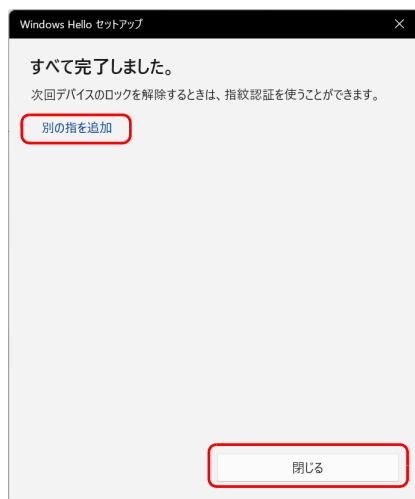 Windows Hello セットアップ
すべて完了しました。
次回デバイスのロックを解除するときは、指紋認証を使うことができます。
別の指を追加
閉じる